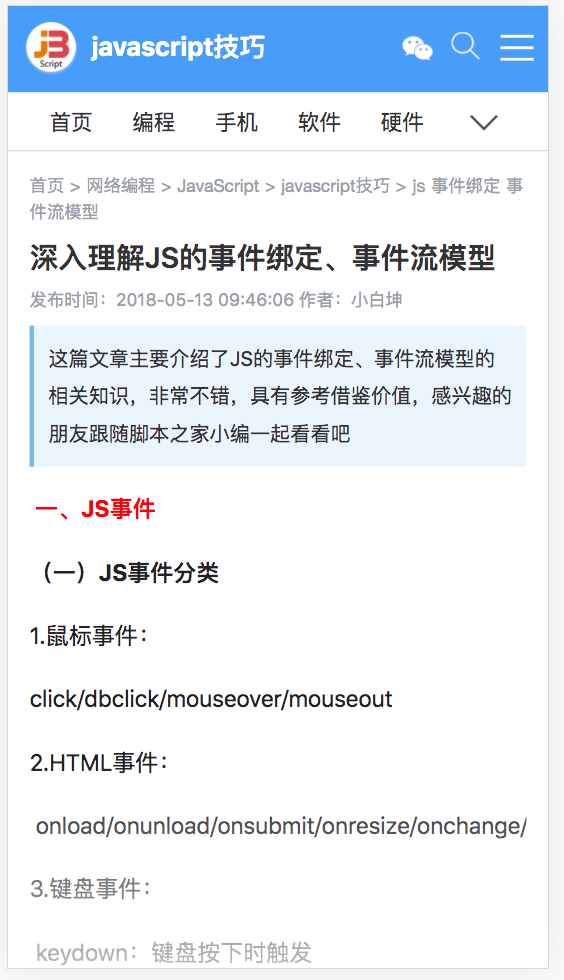 JB
Script
javascript技巧
首页 编程 手机 软件 硬件
首页 > 网络编程 > JavaScript > javascript技巧 > js 事件绑定 事
件流模型
深入理解JS的事件绑定、事件流模型
发布时间：2018-05-13 09:46:06 作者：小白坤
这篇文章主要介绍了JS的事件绑定、事件流模型的
相关知识，非常不错，具有参考借鉴价值，感兴趣的
朋友跟随脚本之家小编一起看看吧
一、JS事件
（一）JS事件分类
1.鼠标事件：
click/dbclick/mouseover/mouseout
2.HTML事件：
onload/onunload/onsubmit/onresize/onchange/
3.键盘事件：
keydown：键盘按下时触发